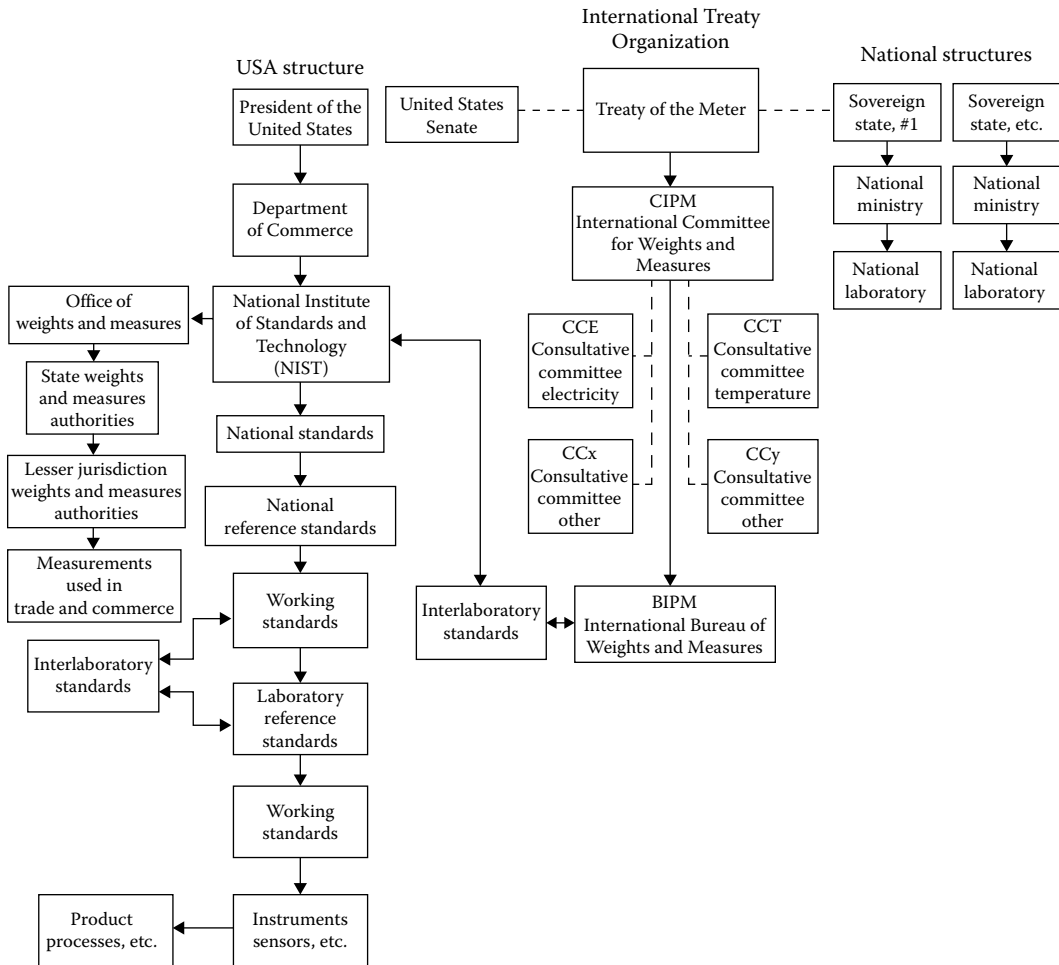 International Treaty
Organization
USA structure
National structures
President of the
United States
United States
Senate
Treaty of the Meter
Sovereign
state, #1
Sovereign
state, etc.
Department
of Commerce
CIPM
International Committee
for Weights and
Measures
National
ministry
National
ministry
National
laboratory
National
laboratory
Office of
weights and measures
National Institute
of Standards and
Technology
(NIST)
CCE
Consultative
committee
electricity
CCT
Consultative
committee
temperature
State weights
and measures
authorities
National standards
CCx
Consultative
committee
other
CCy
Consultative
committee
other
Lesser jurisdiction
weights and measures
authorities
National
reference standards
Measurements
used in
trade and commerce
Working
standards
Interlaboratory
standards
BIPM
International Bureau of
Weights and Measures
Interlaboratory
standards
Laboratory
reference
standards
Working
standards
Product
processes, etc.
Instruments
sensors, etc.